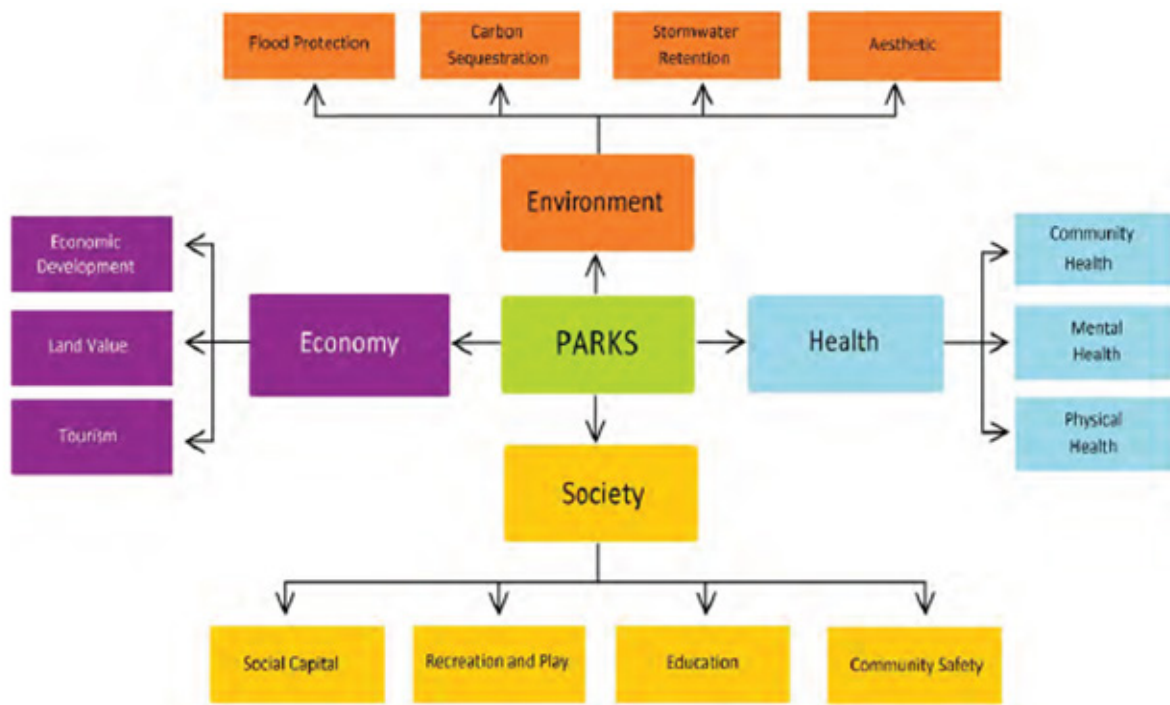 Flood Protection
Carbon
Sequestration
Stormwater
Retention
Aesthetic
Environment
Economic
Development
Land Value
Tourism
Economy
PARKS
Health
Community
Health
Mental
Health
Physical
Health
Society
Social Capital
Recreation and Play
Education
Community Safety